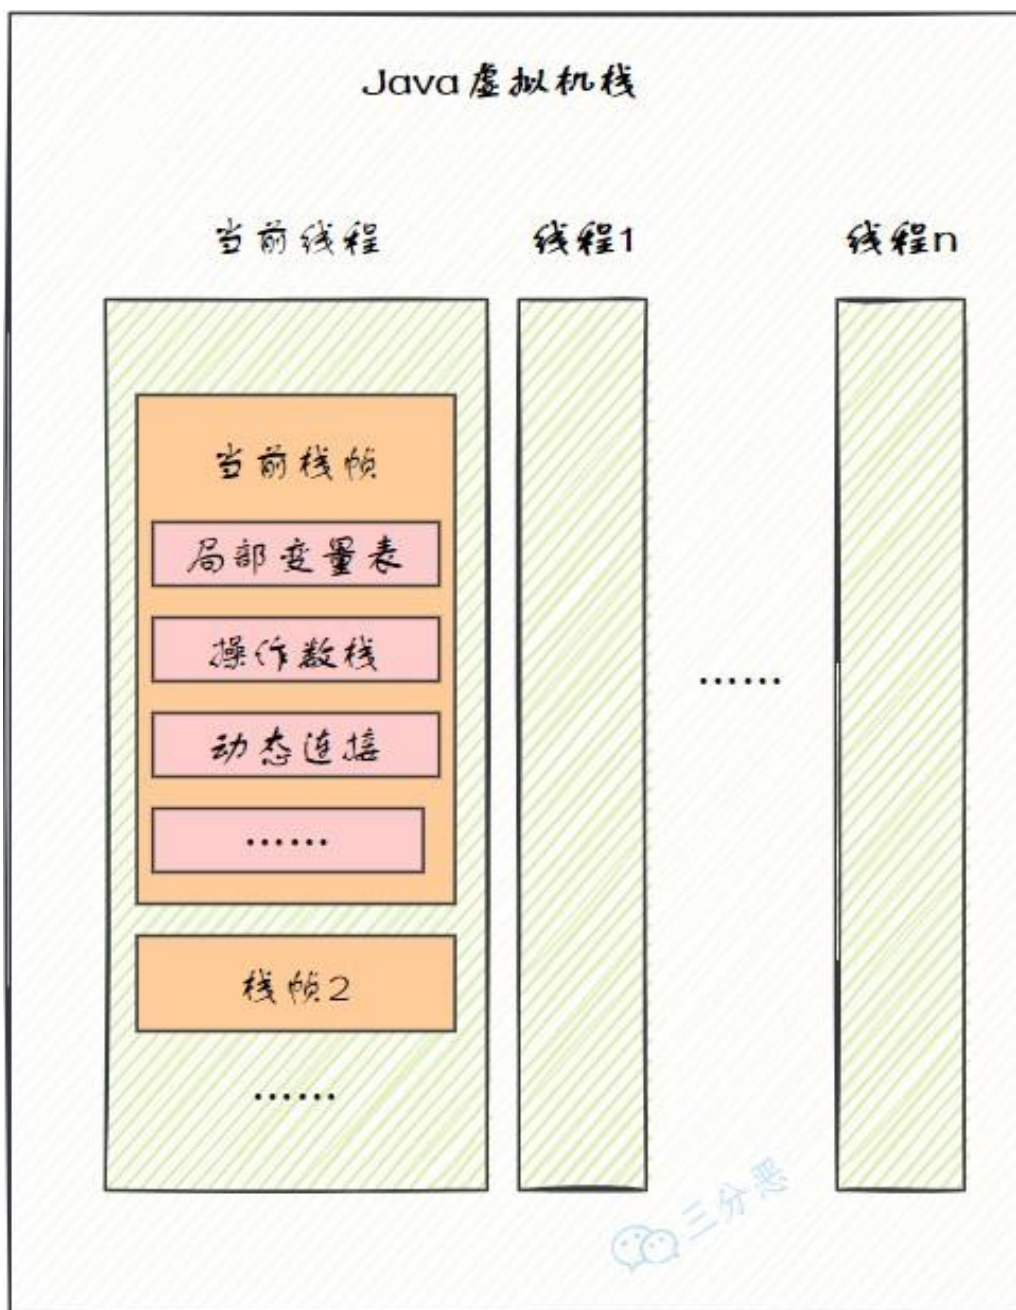 Java虚拟机栈
当前线程 线程1 线程n
当前栈帧
局部变量表
操作数栈
动态连接
……
……
栈帧2
……
三分恶